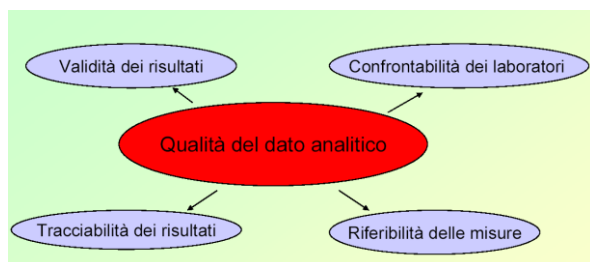 Validità dei risultati
Confrontabilità dei laboratori
Qualità del dato analitico
Tracciabilità dei risultati
Riferibilità delle misure